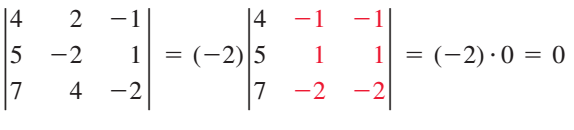 |4 2 −1| |4 −1 −1|
|5 −2 1| = (−2)|5 1 1| = (−2)·0 = 0
|7 4 −2| |7 −2 −2|